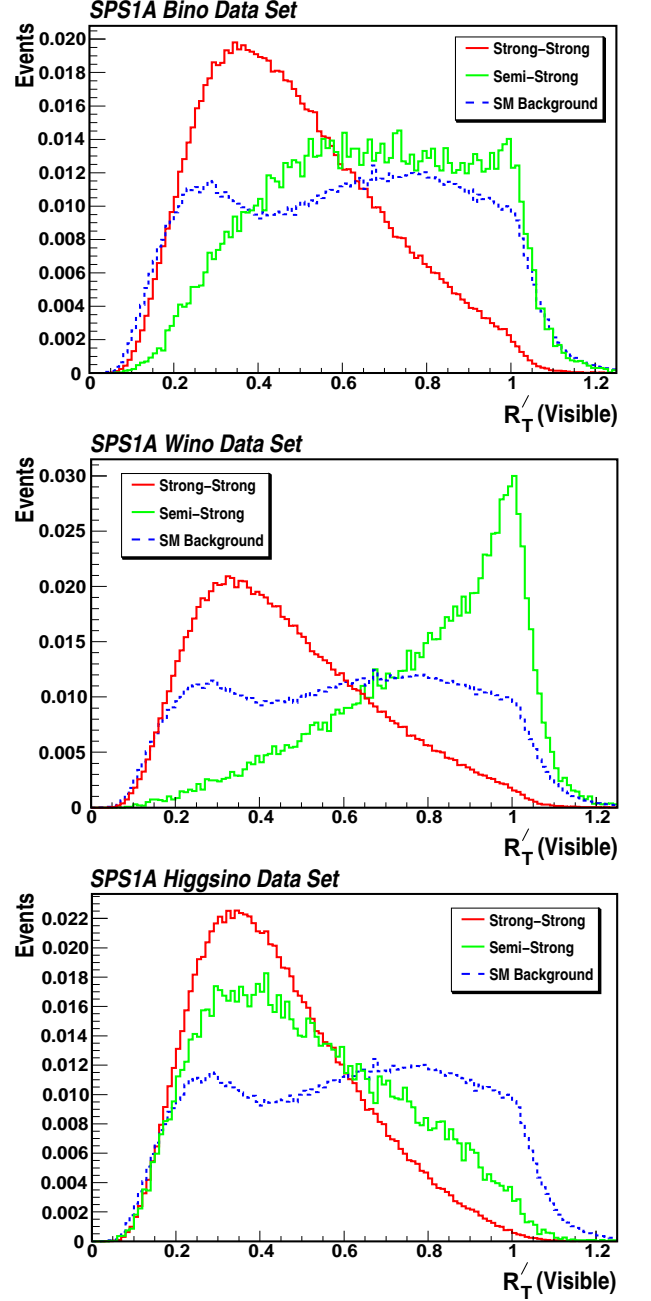 SPS1A Bino Data Set
Events
0.020
0.018
0.016
0.014
0.012
0.010
0.008
0.006
0.004
0.002
0
Strong–Strong
Semi–Strong
SM Background
0 0.2 0.4 0.6 0.8 1 1.2
R_T^/ (Visible)
SPS1A Wino Data Set
Events
0.030
0.025
0.020
0.015
0.010
0.005
0
Strong–Strong
Semi–Strong
SM Background
0 0.2 0.4 0.6 0.8 1 1.2
R_T^/ (Visible)
SPS1A Higgsino Data Set
Events
0.022
0.020
0.018
0.016
0.014
0.012
0.010
0.008
0.006
0.004
0.002
0
Strong–Strong
Semi–Strong
SM Background
0 0.2 0.4 0.6 0.8 1 1.2
R_T^/ (Visible)